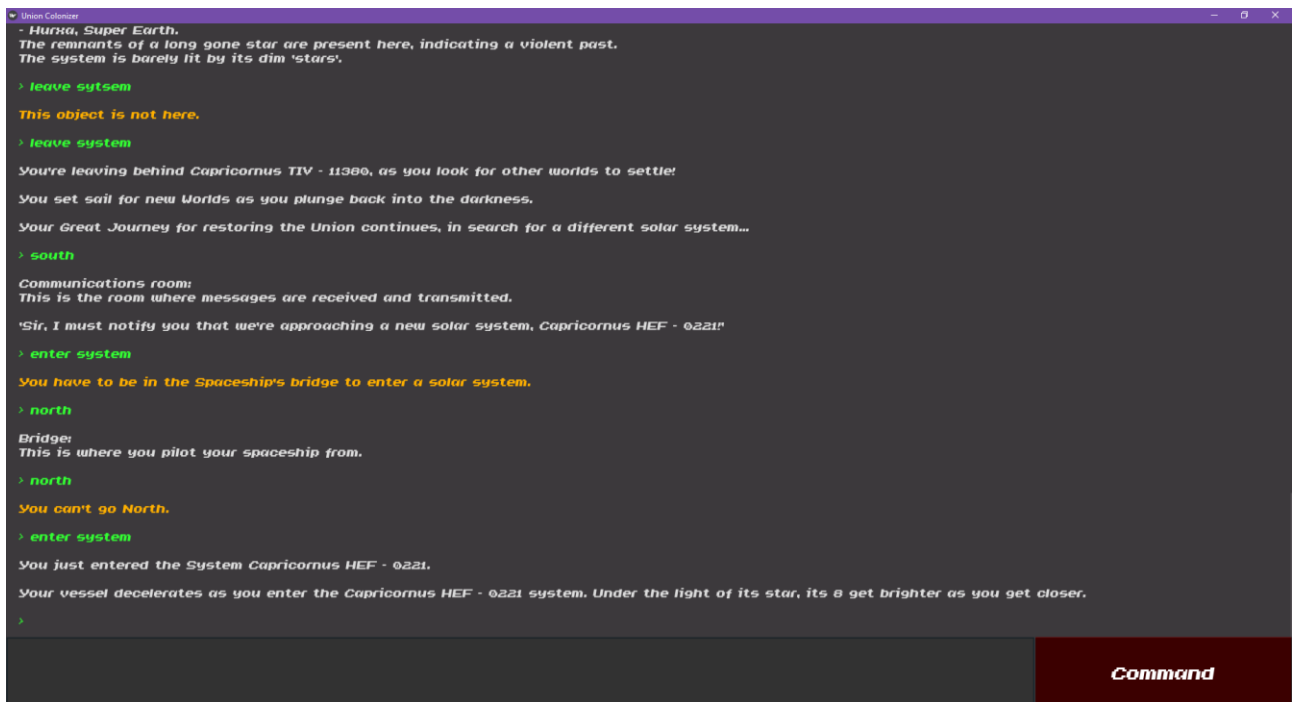 Union Colonizer
- Hurxa, Super Earth.
The remnants of a long gone star are present here, indicating a violent past.
The system is barely lit by its dim 'stars'.
> leave sytsem
This object is not here.
> leave system
You're leaving behind Capricornus TIV - 11380, as you look for other worlds to settle!
You set sail for new Worlds as you plunge back into the darkness.
Your Great Journey for restoring the Union continues, in search for a different solar system...
> south
Communications room:
This is the room where messages are received and transmitted.
'Sir, I must notify you that we're approaching a new solar system, Capricornus HEF - 0221!'
> enter system
You have to be in the Spaceship's bridge to enter a solar system.
> north
Bridge:
This is where you pilot your spaceship from.
> north
You can't go North.
> enter system
You just entered the System Capricornus HEF - 0221.
Your vessel decelerates as you enter the Capricornus HEF - 0221 system. Under the light of its star, its 8 get brighter as you get closer.
>
Command